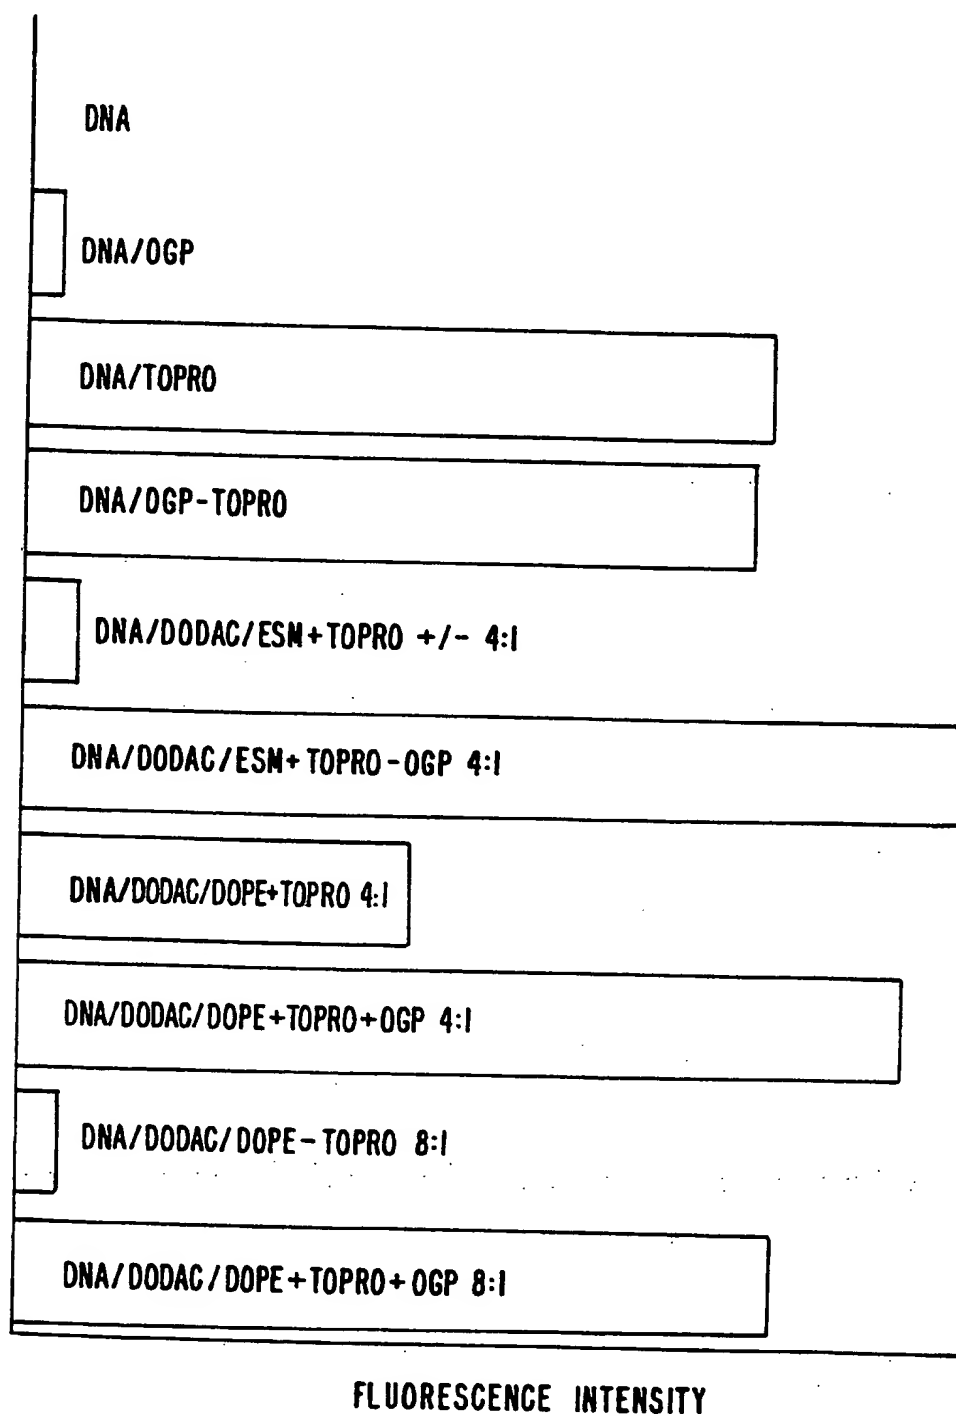 DNA
DNA/OGP
DNA/TOPRO
DNA/OGP-TOPRO
DNA/DODAC/ESM+TOPRO +/- 4:1
DNA/DODAC/ESM+TOPRO-OGP 4:1
DNA/DODAC/DOPE+TOPRO 4:1
DNA/DODAC/DOPE+TOPRO+OGP 4:1
DNA/DODAC/DOPE-TOPRO 8:1
DNA/DODAC/DOPE+TOPRO+OGP 8:1
FLUORESCENCE INTENSITY